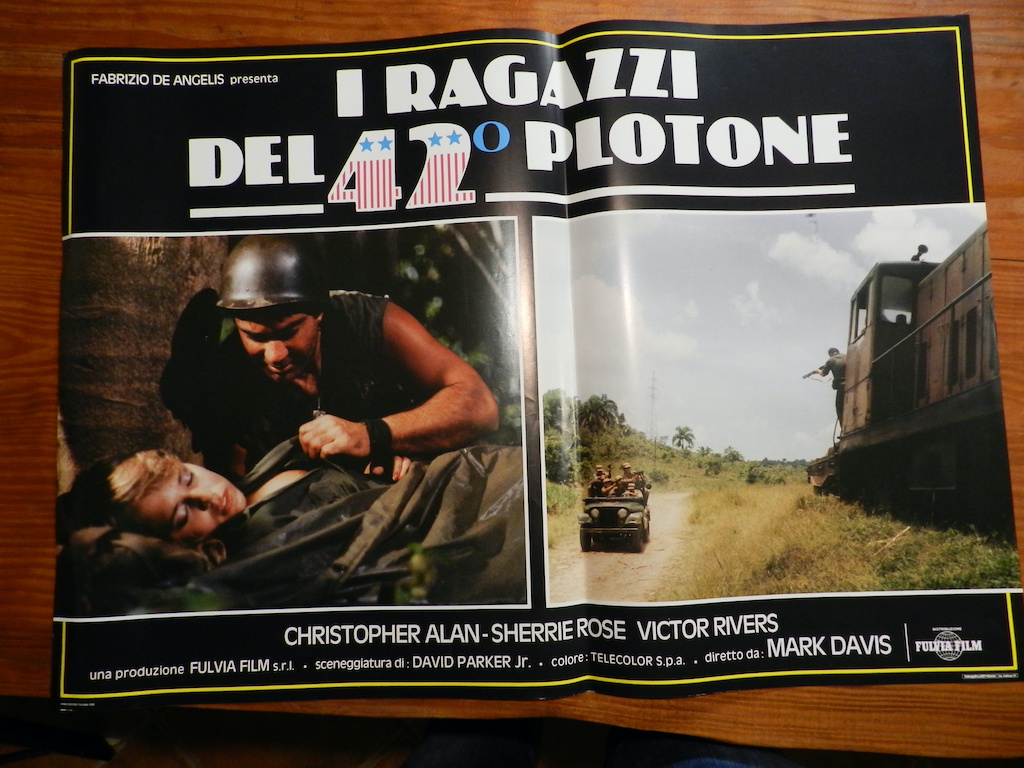 FABRIZIO DE ANGELIS presenta
I RAGAZZI
DEL 42º PLOTONE
CHRISTOPHER ALAN-SHERRIE ROSE VICTOR RIVERS
una produzione FULVIA FILM s.r.l. . sceneggiatura di: DAVID PARKER Jr. . colore: TELECOLOR S.p.a. . diretto da: MARK DAVIS
DISTRIBUZIONE
FULVIA FILM